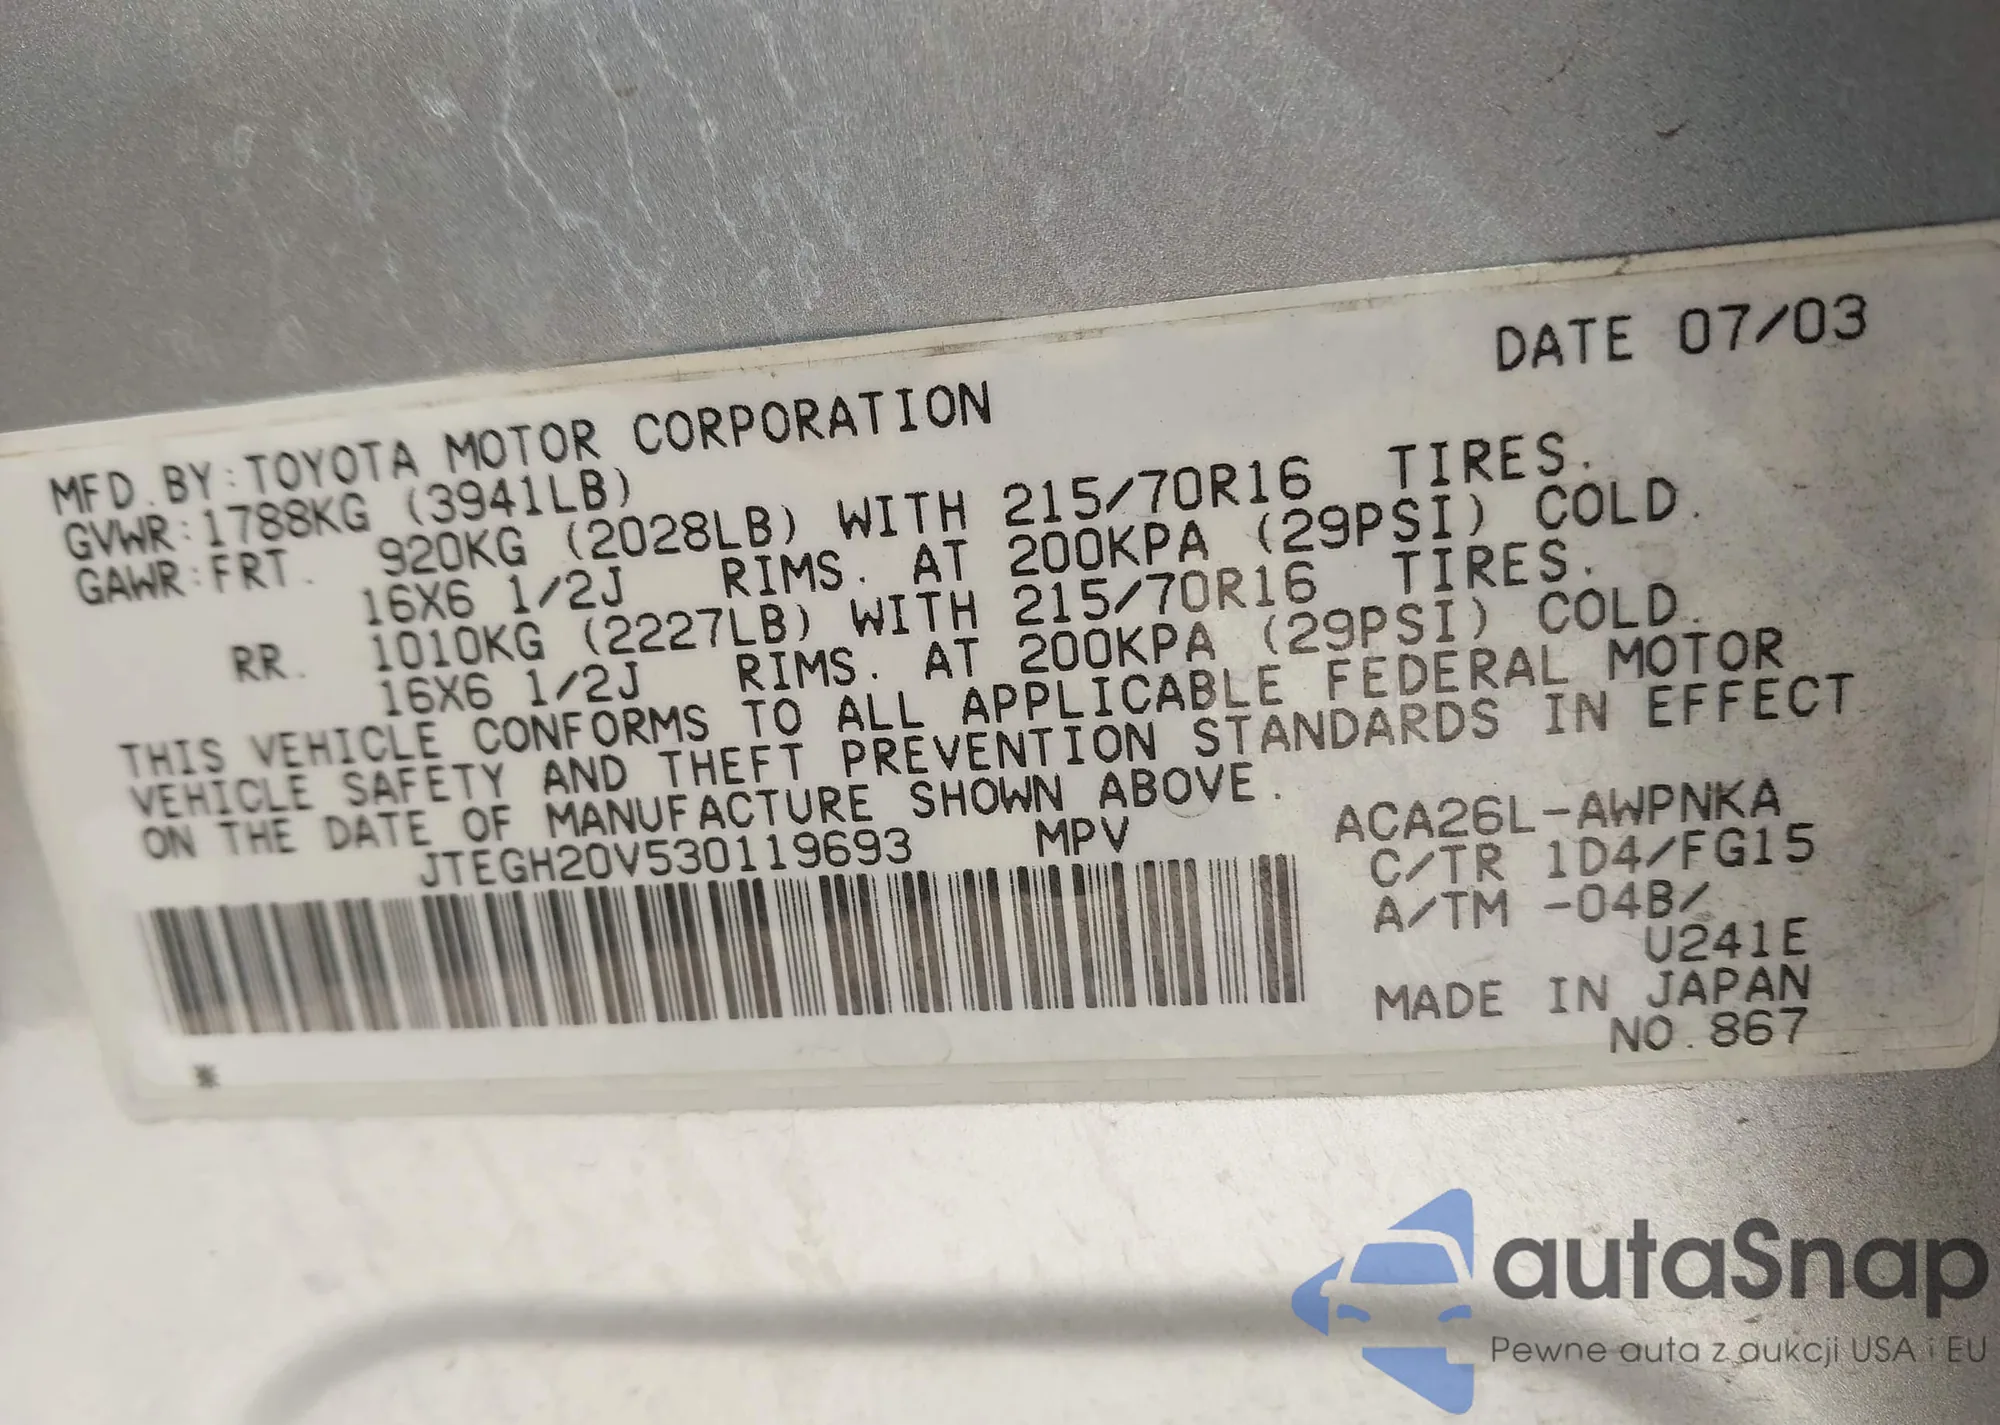 DATE 07/03
MFD.BY:TOYOTA MOTOR CORPORATION
GVWR:1788KG (3941LB)
GAWR:FRT. 920KG (2028LB) WITH 215/70R16 TIRES.
16X6 1/2J RIMS. AT 200KPA (29PSI) COLD.
RR. 1010KG (2227LB) WITH 215/70R16 TIRES.
16X6 1/2J RIMS. AT 200KPA (29PSI) COLD.
THIS VEHICLE CONFORMS TO ALL APPLICABLE FEDERAL MOTOR
VEHICLE SAFETY AND THEFT PREVENTION STANDARDS IN EFFECT
ON THE DATE OF MANUFACTURE SHOWN ABOVE.
JTEGH20V530119693 MPV
ACA26L-AWPNKA
C/TR 1D4/FG15
A/TM -04B/
U241E
MADE IN JAPAN
NO.867
*
autaSnap
Pewne auta z aukcji USA i EU